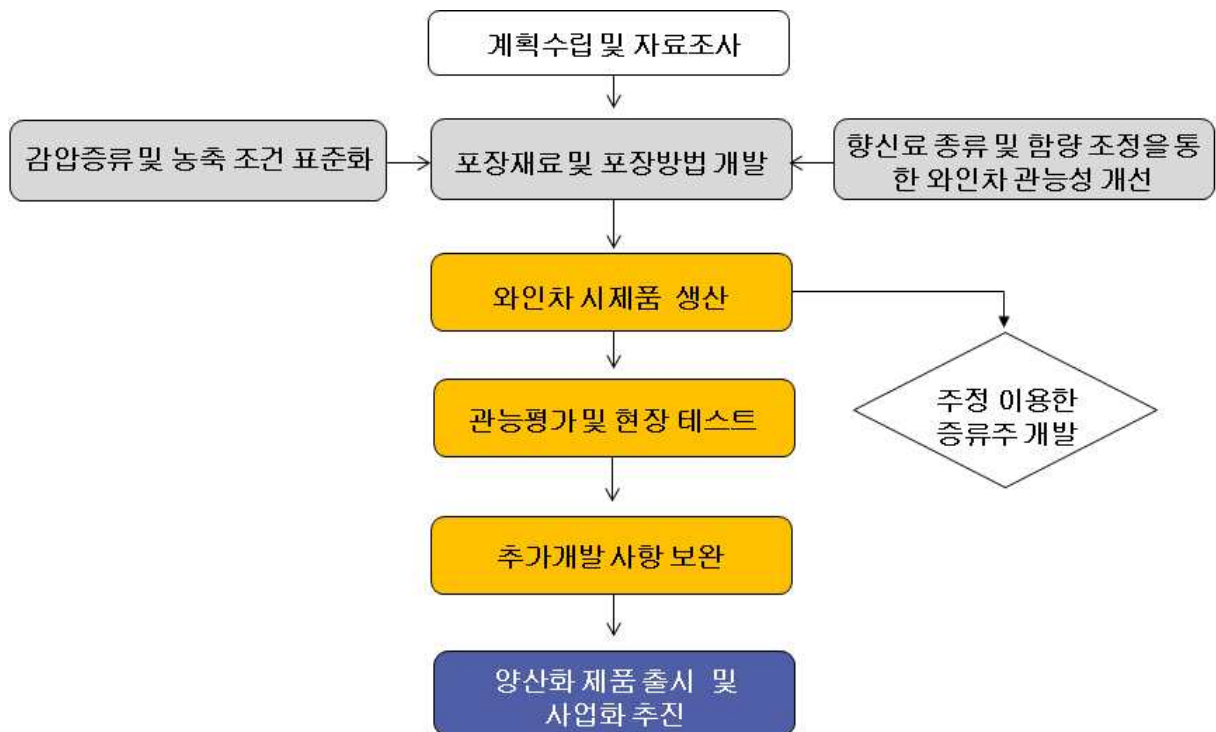 계획수립 및 자료조사
감압증류 및 농축 조건 표준화
포장재료 및 포장방법 개발
향신료 종류 및 함량 조정을 통
한 와인차 관능성 개선
와인차 시제품 생산
주정 이용한
증류주 개발
관능평가 및 현장 테스트
추가개발 사항 보완
양산화 제품 출시 및
사업화 추진